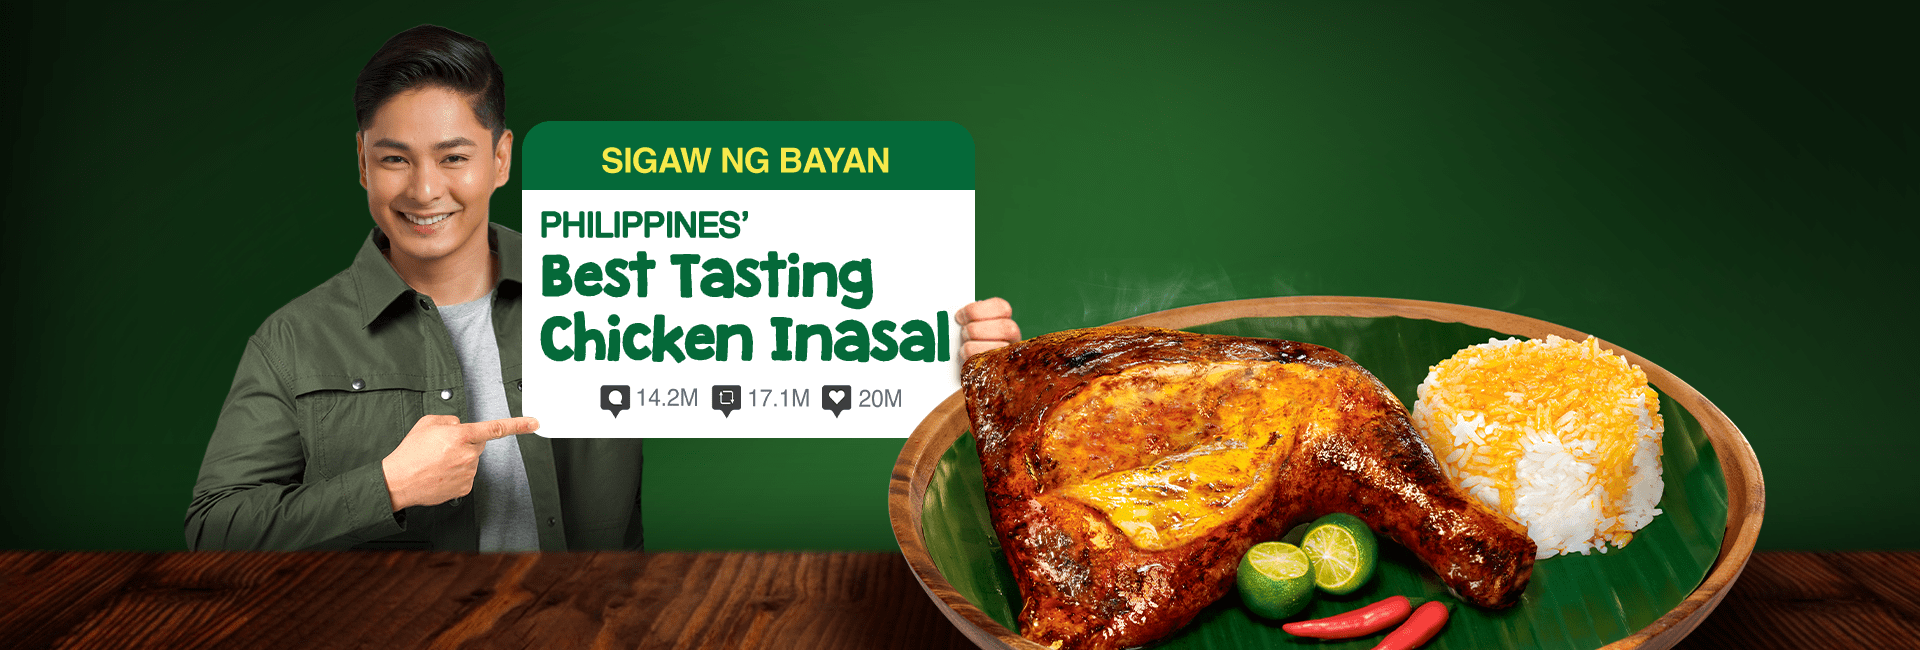 SIGAW NG BAYAN
PHILIPPINES’
Best Tasting
Chicken Inasal
14.2M 17.1M 20M